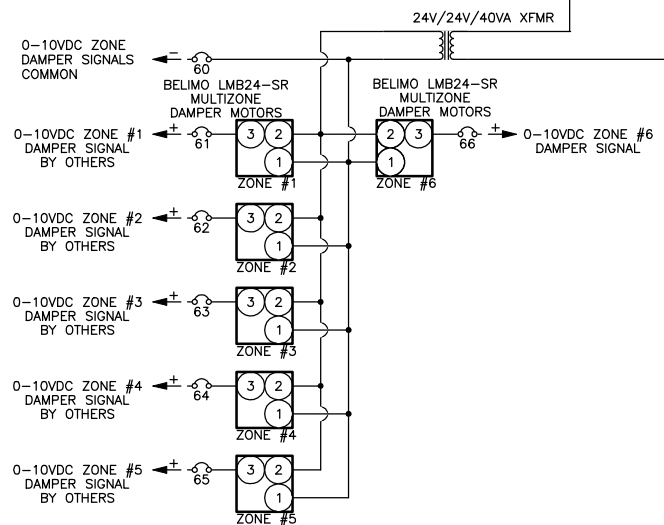 24V/24V/40VA XFMR
0-10VDC ZONE
DAMPER SIGNALS
COMMON
−
60
BELIMO LMB24-SR
MULTIZONE
DAMPER MOTORS
BELIMO LMB24-SR
MULTIZONE
DAMPER MOTORS
0-10VDC ZONE #1
DAMPER SIGNAL
BY OTHERS
+
61
3 2
1
ZONE #1
2 3
1
ZONE #6
+
66
0-10VDC ZONE #6
DAMPER SIGNAL
0-10VDC ZONE #2
DAMPER SIGNAL
BY OTHERS
+
62
3 2
1
ZONE #2
0-10VDC ZONE #3
DAMPER SIGNAL
BY OTHERS
+
63
3 2
1
ZONE #3
0-10VDC ZONE #4
DAMPER SIGNAL
BY OTHERS
+
64
3 2
1
ZONE #4
0-10VDC ZONE #5
DAMPER SIGNAL
BY OTHERS
+
65
3 2
1
ZONE #5